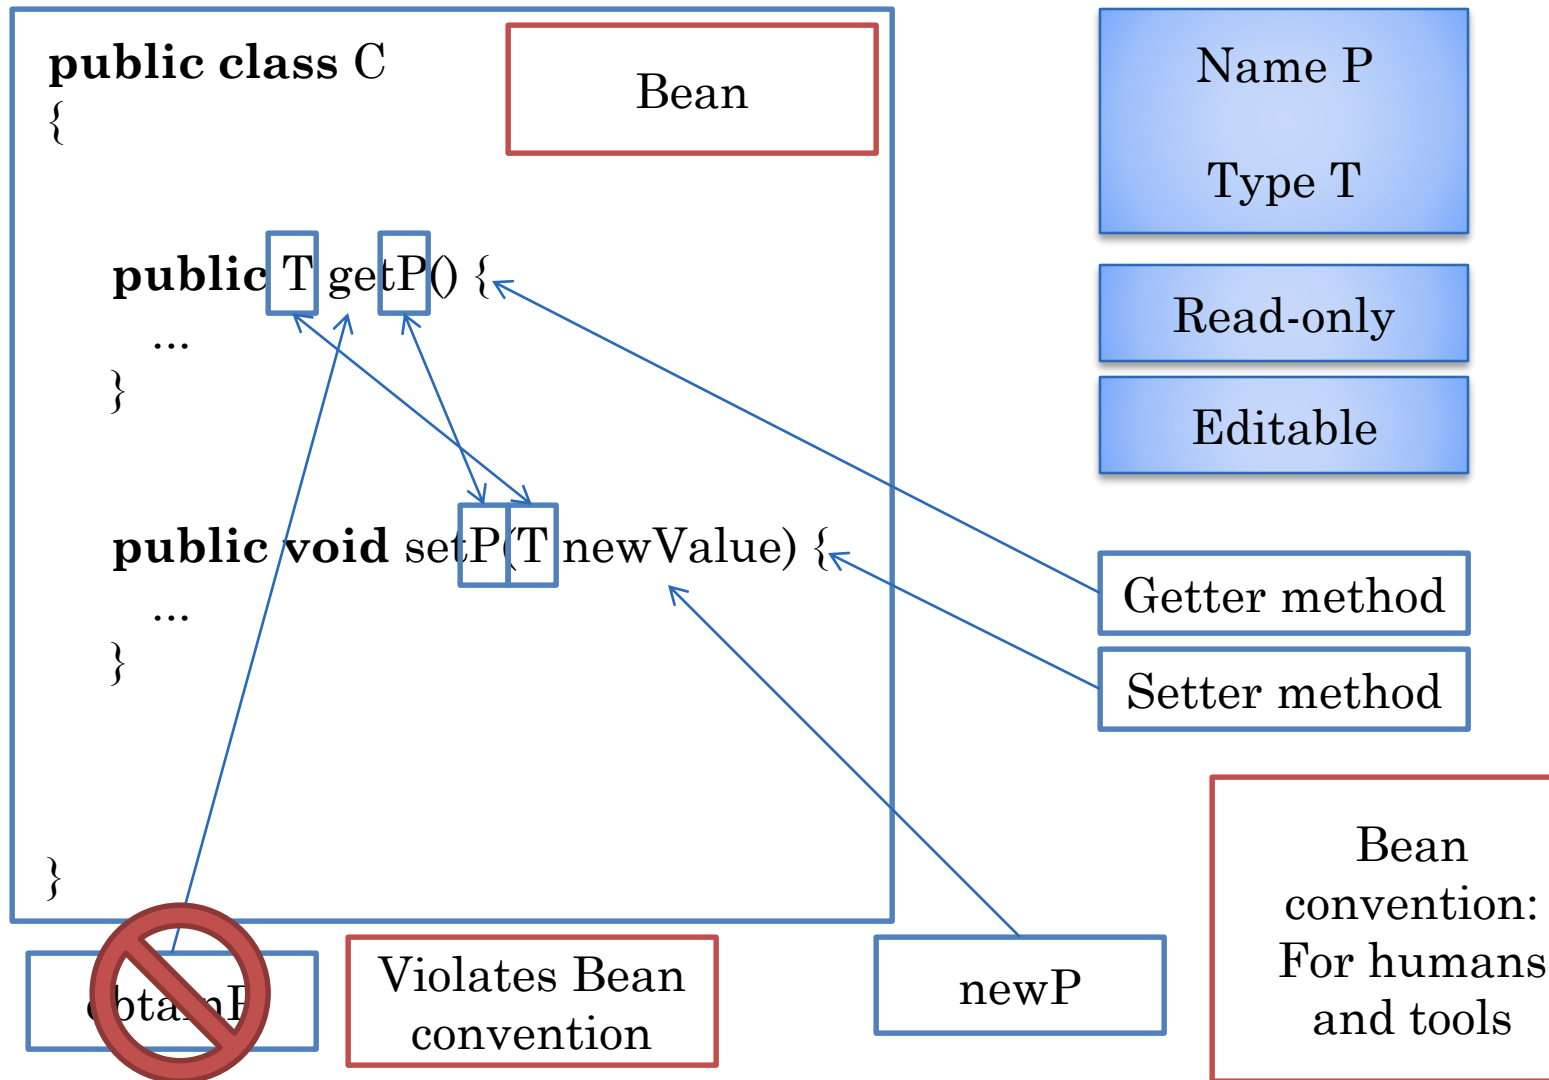 public class C
{
Bean
public T getP() {
...
}
public void setP(T newValue) {
...
}
}
Name P
Type T
Read-only
Editable
Getter method
Setter method
obtainP
Violates Bean
convention
newP
Bean
convention:
For humans
and tools